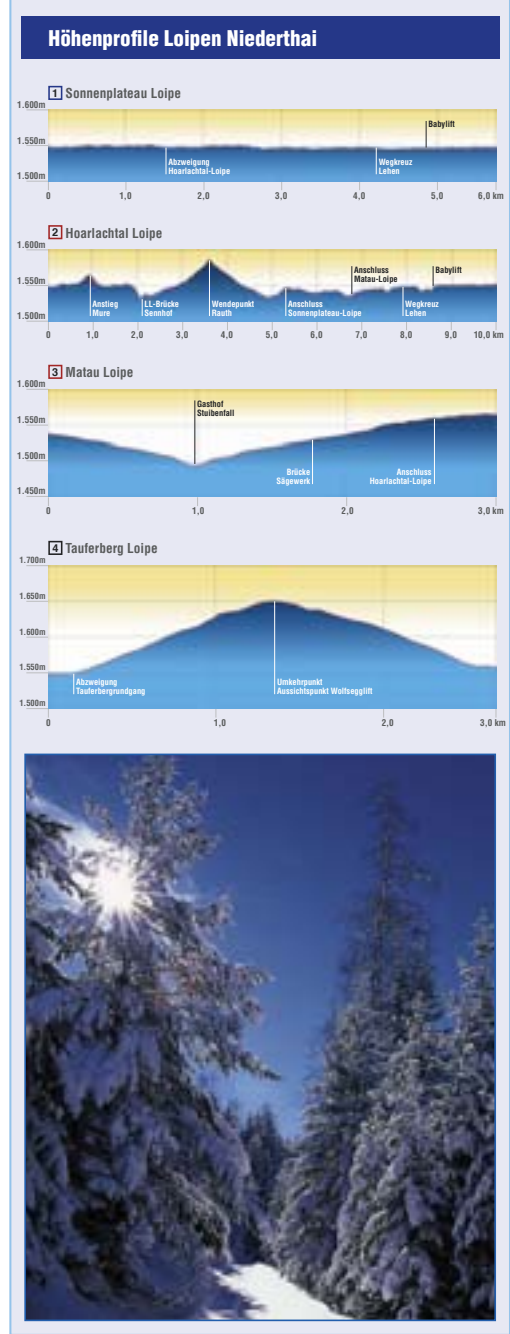 Höhenprofile Loipen Niederthai
1 Sonnenplateau Loipe
1.600m
1.550m
1.500m
Babylift
Abzweigung
Hoarlachtal-Loipe
Wegkreuz
Lehen
0 1,0 2,0 3,0 4,0 5,0 6,0 km
2 Hoarlachtal Loipe
1.600m
1.550m
1.500m
Anschluss
Matau-Loipe
Babylift
Anstieg
Mure
LL-Brücke
Sennhof
Wendepunkt
Rauth
Anschluss
Sonnenplateau-Loipe
Wegkreuz
Lehen
0 1,0 2,0 3,0 4,0 5,0 6,0 7,0 8,0 9,0 10,0 km
3 Matau Loipe
1.600m
1.550m
1.500m
1.450m
Gasthof
Stuibenfall
Brücke
Sägewerk
Anschluss
Hoarlachtal-Loipe
1,0 2,0 3,0 km
4 Tauferberg Loipe
1.700m
1.650m
1.600m
1.550m
1.500m
Abzweigung
Tauferbergrundgang
Umkehrpunkt
Aussichtspunkt Wolfsegglift
0 1,0 2,0 3,0 km